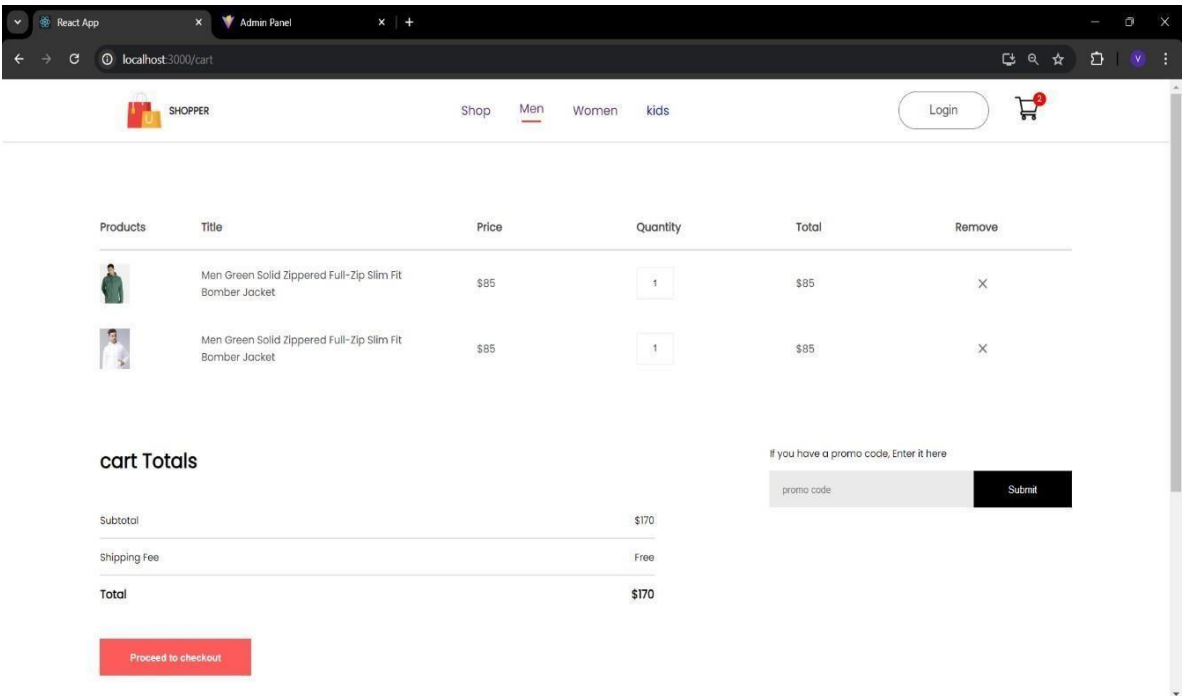 React App
Admin Panel
localhost:3000/cart
V
SHOPPER
Shop Men Women kids
Login
2
Products Title Price Quantity Total Remove
Men Green Solid Zippered Full-Zip Slim Fit
Bomber Jacket
$85 1 $85
Men Green Solid Zippered Full-Zip Slim Fit
Bomber Jacket
$85 1 $85
cart Totals
Subtotal $170
Shipping Fee Free
Total $170
Proceed to checkout
If you have a promo code, Enter it here
promo code Submit